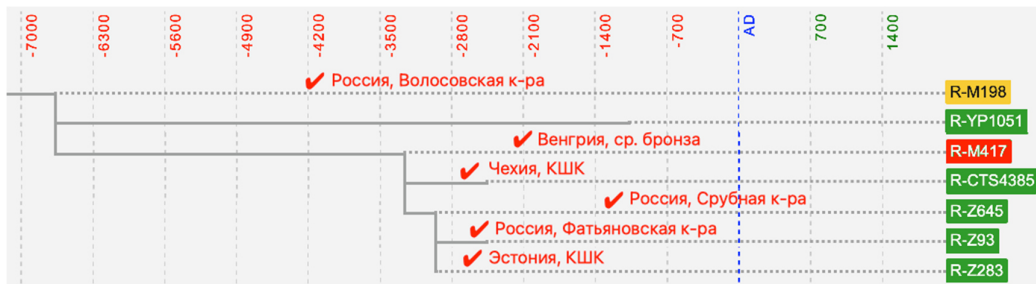 -7000 -6300 -5600 -4900 -4200 -3500 -2800 -2100 -1400 -700 AD 700 1400
Россия, Волосовская к-ра R-M198
R-YP1051
Венгрия, ср. бронза R-M417
Чехия, КШК R-CTS4385
Россия, Срубная к-ра R-Z645
Россия, Фатьяновская к-ра R-Z93
Эстония, КШК R-Z283